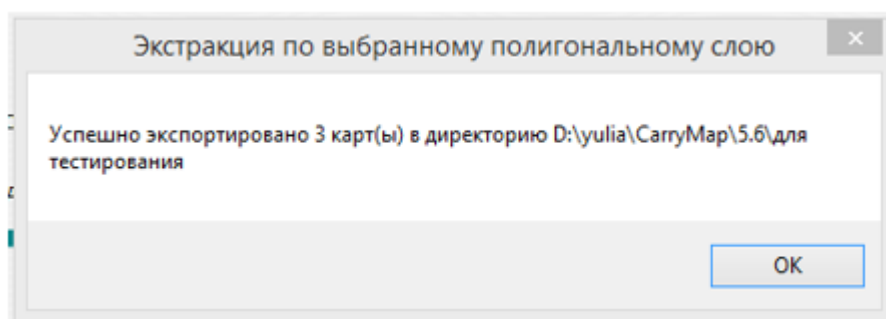 Экстракция по выбранному полигональному слою
Успешно экспортировано 3 карт(ы) в директорию D:\yulia\CarryMap\5.6\для
тестирования
OK